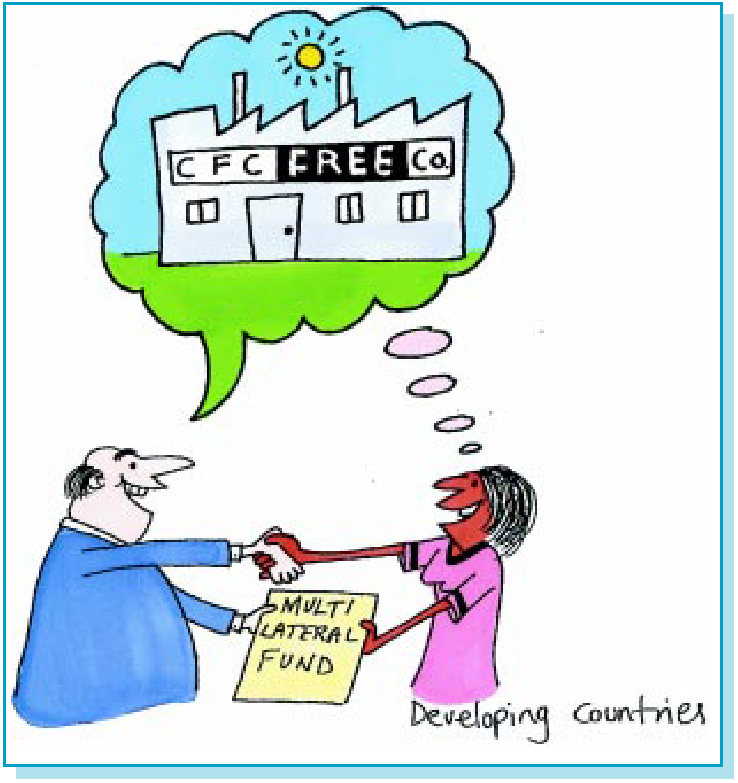 CFC FREE Co.
MULTI
LATERAL
FUND
Developing countries